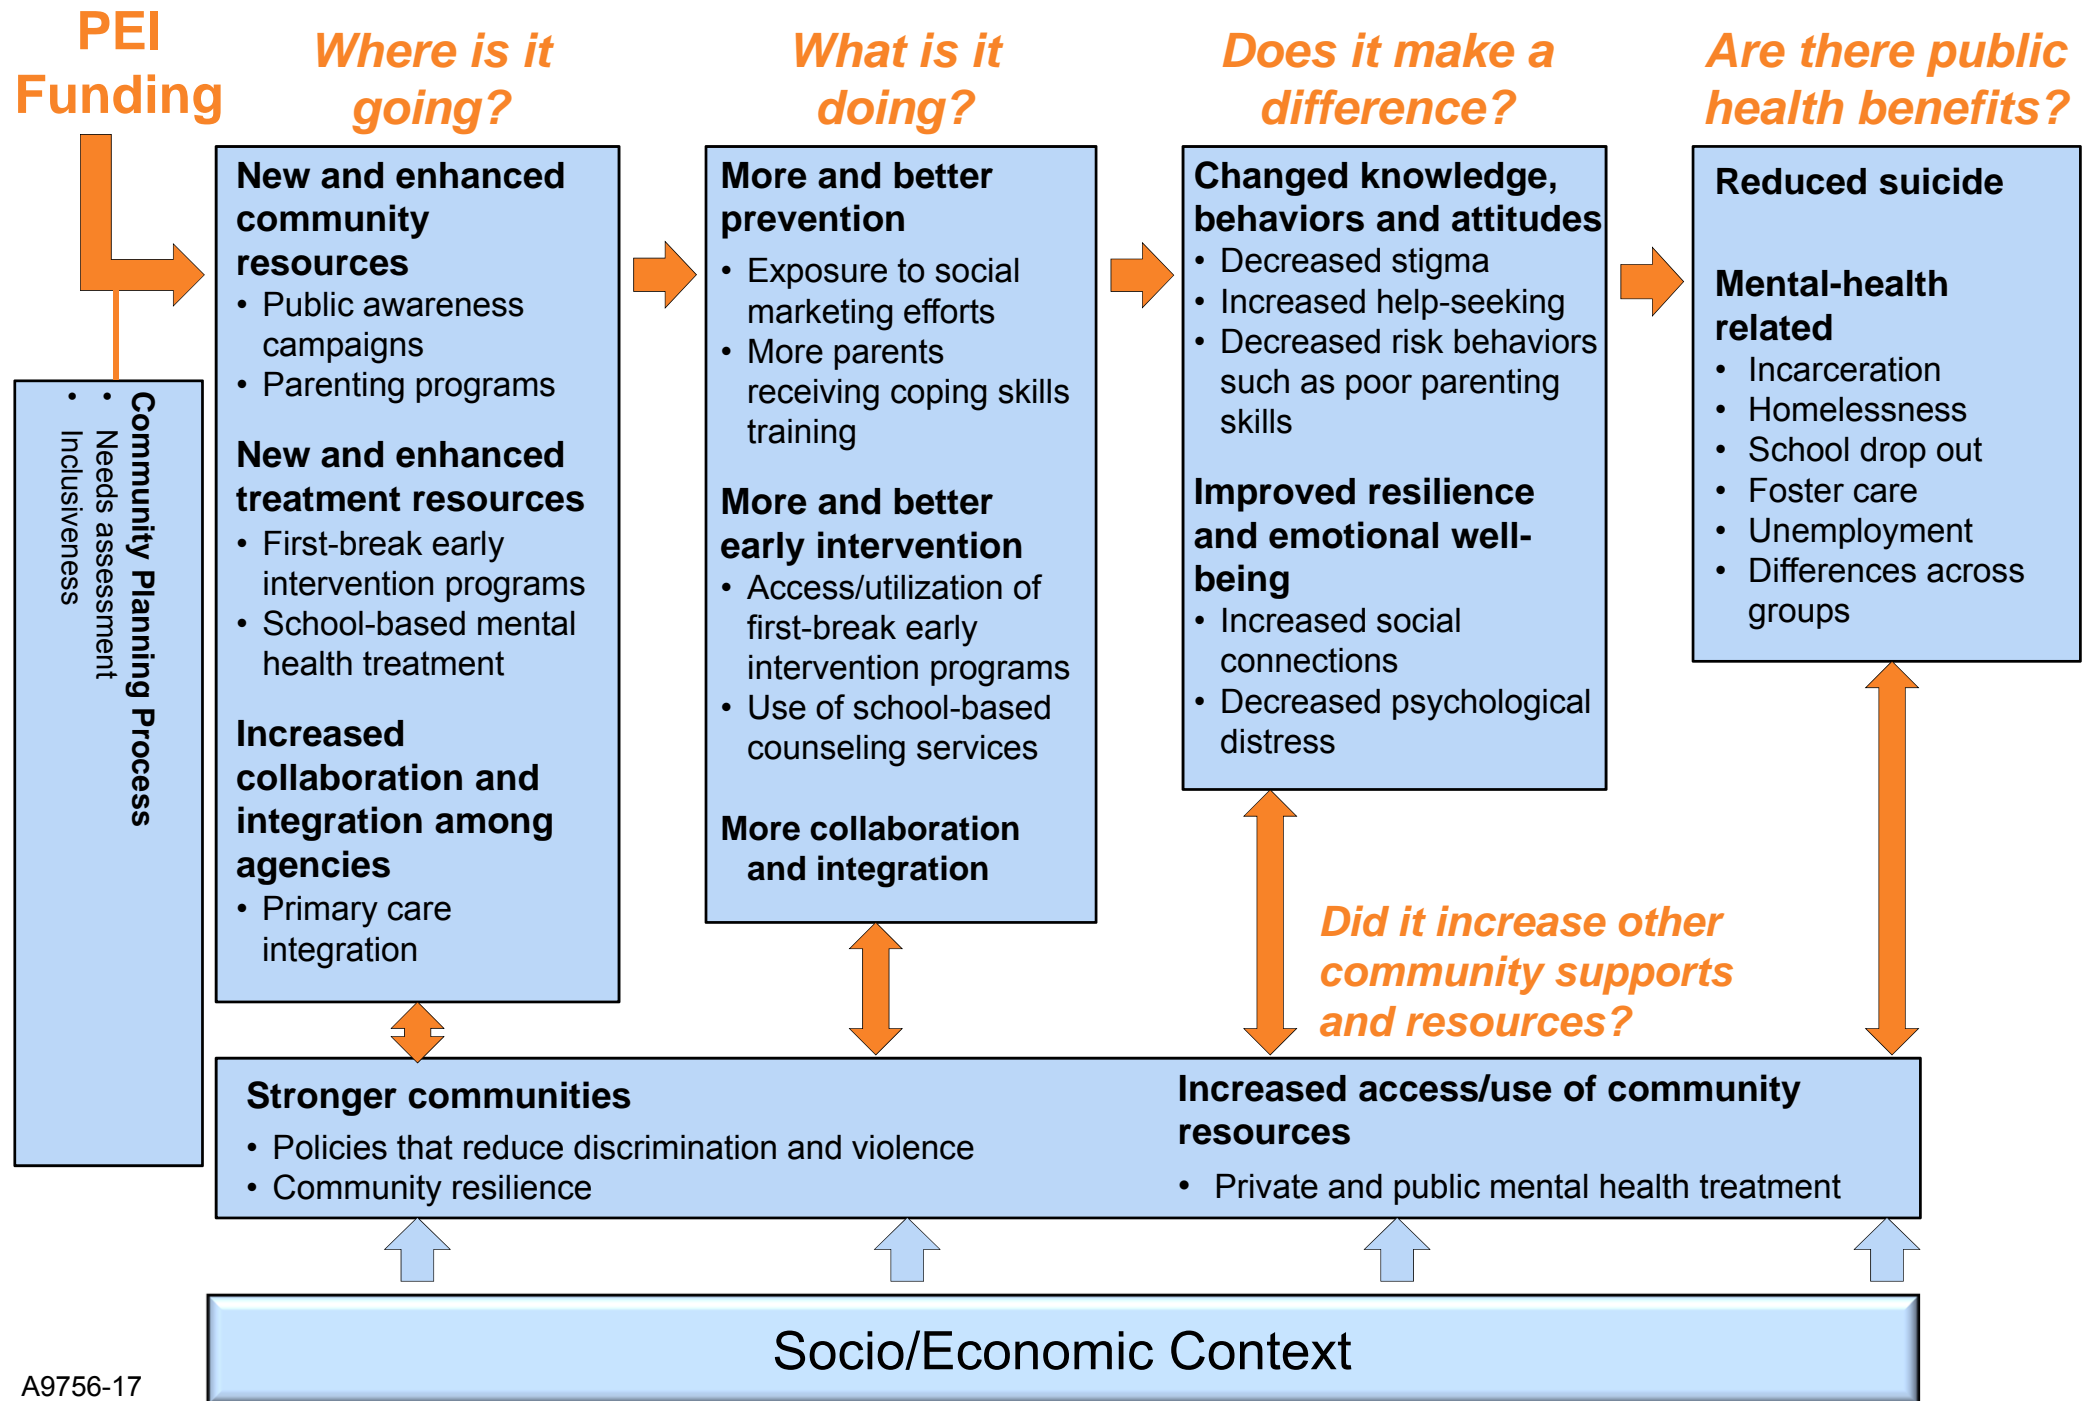 PEI
Funding
Where is it
going?
What is it
doing?
Does it make a
difference?
Are there public
health benefits?
Community Planning Process
• Needs assessment
• Inclusiveness
New and enhanced
community
resources
• Public awareness
campaigns
• Parenting programs
New and enhanced
treatment resources
• First-break early
intervention programs
• School-based mental
health treatment
Increased
collaboration and
integration among
agencies
• Primary care
integration
More and better
prevention
• Exposure to social
marketing efforts
• More parents
receiving coping skills
training
More and better
early intervention
• Access/utilization of
first-break early
intervention programs
• Use of school-based
counseling services
More collaboration
and integration
Changed knowledge,
behaviors and attitudes
• Decreased stigma
• Increased help-seeking
• Decreased risk behaviors
such as poor parenting
skills
Improved resilience
and emotional well-
being
• Increased social
connections
• Decreased psychological
distress
Reduced suicide
Mental-health
related
• Incarceration
• Homelessness
• School drop out
• Foster care
• Unemployment
• Differences across
groups
Did it increase other
community supports
and resources?
Stronger communities
• Policies that reduce discrimination and violence
• Community resilience
Increased access/use of community
resources
• Private and public mental health treatment
Socio/Economic Context
A9756-17